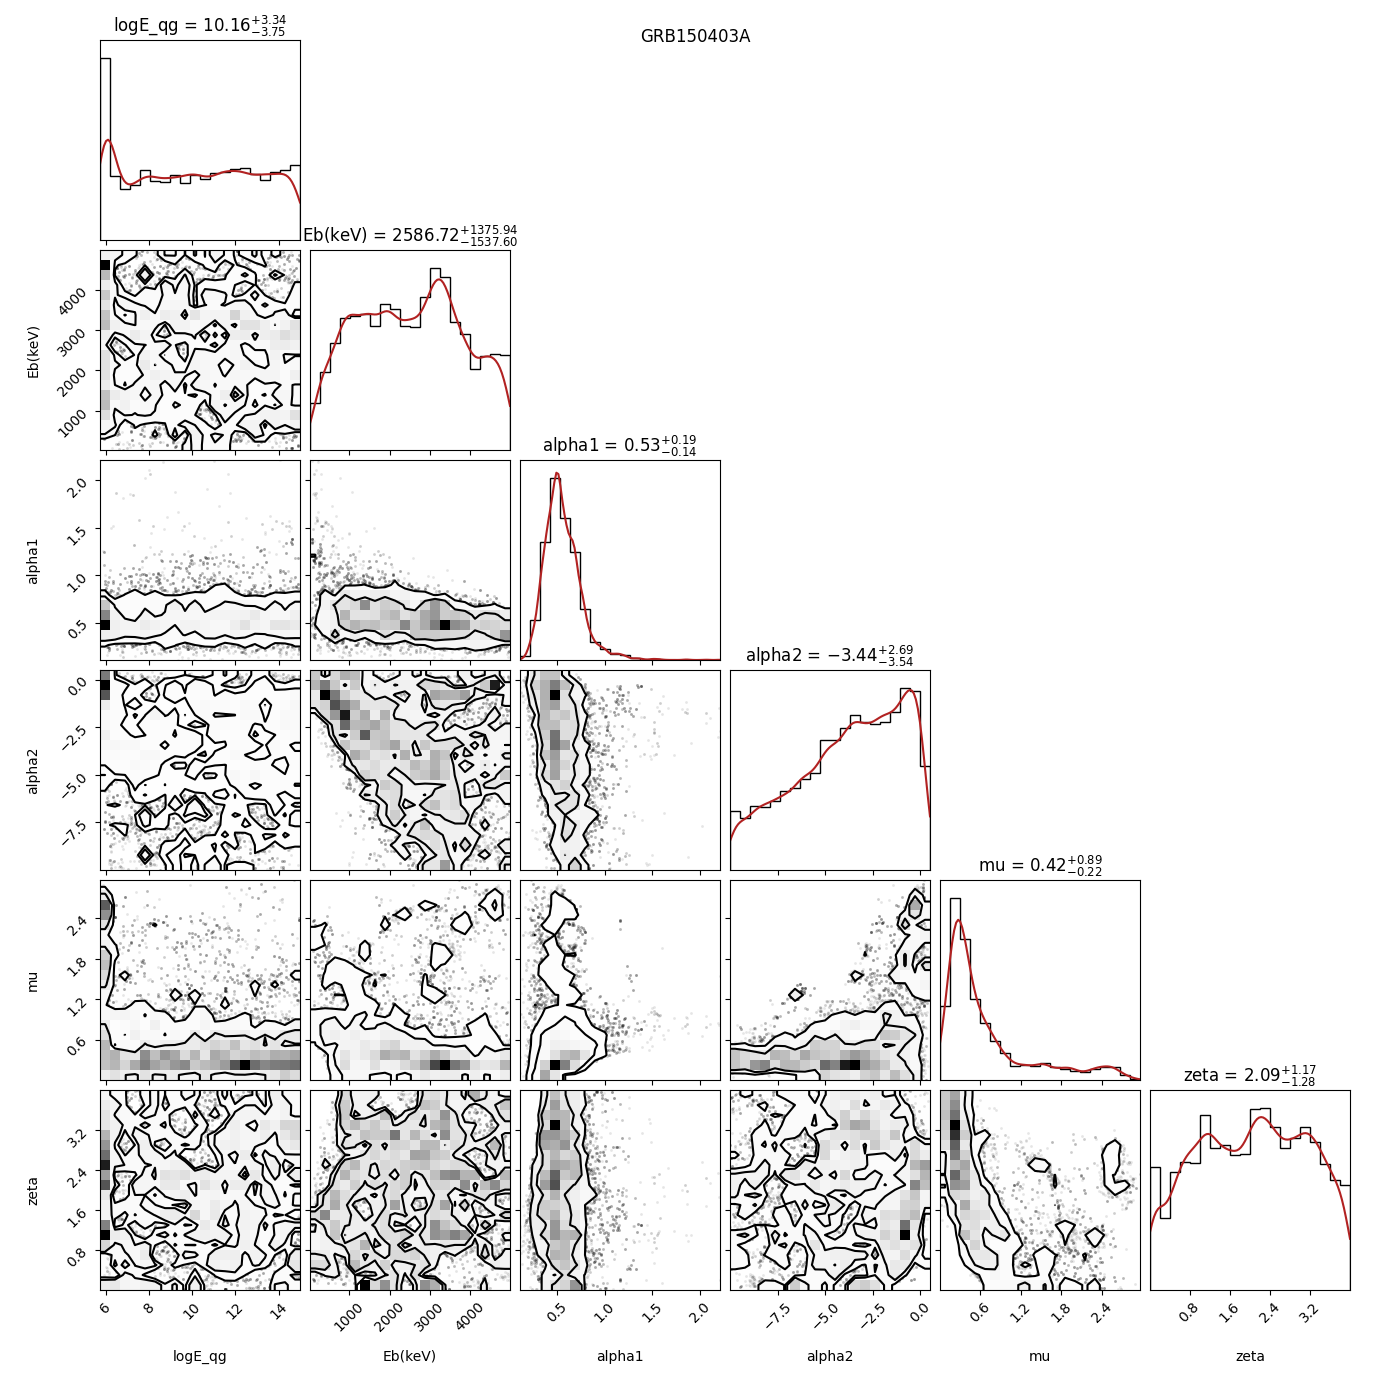 GRB150403A
logE_qg = 10.16+3.34−3.75
Eb(keV) = 2586.72+1375.94−1537.60
Eb(keV)
4000
3000
2000
1000
alpha1 = 0.53+0.19−0.14
alpha1
2.0
1.5
1.0
0.5
alpha2 = −3.44+2.69−3.54
alpha2
0.0
−2.5
−5.0
−7.5
mu = 0.42+0.89−0.22
mu
2.4
1.8
1.2
0.6
zeta = 2.09+1.17−1.28
zeta
3.2
2.4
1.6
0.8
6 8 10 12 14
1000 2000 3000 4000
0.5 1.0 1.5 2.0
−7.5 −5.0 −2.5 0.0
0.6 1.2 1.8 2.4
0.8 1.6 2.4 3.2
logE_qg Eb(keV) alpha1 alpha2 mu zeta